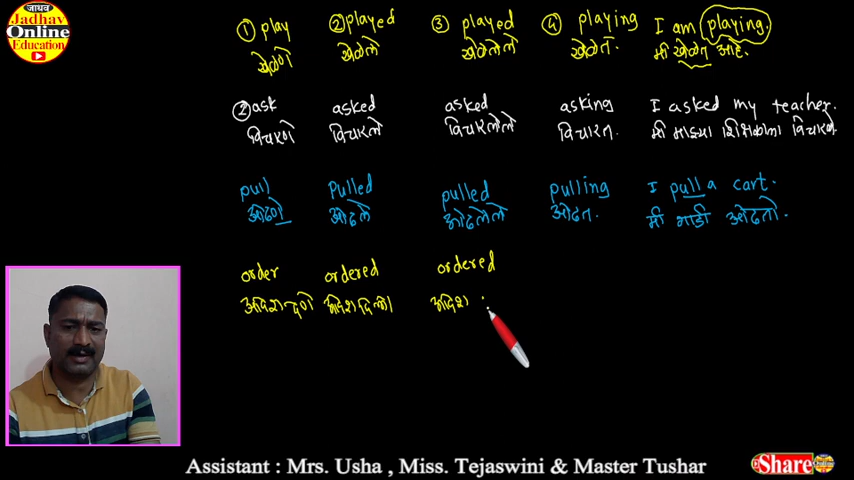 जाधव
Jadhav
Online
Education
① play ② played ③ played ④ playing I am playing.
खेळणे खेळले खेळलेले खेळत. मी खेळत आहे.
② ask asked asked asking I asked my teacher.
विचारणे विचारले विचारलेले विचारत. मी माझ्या शिक्षकांना विचारले
pull pulled pulled pulling I pull a cart.
ओढणे ओढले ओढलेले ओढत. मी गाडी ओढतो.
order ordered ordered
आदेश देणे आदेश दिला आदेश
Assistant : Mrs. Usha , Miss. Tejaswini & Master Tushar
Share